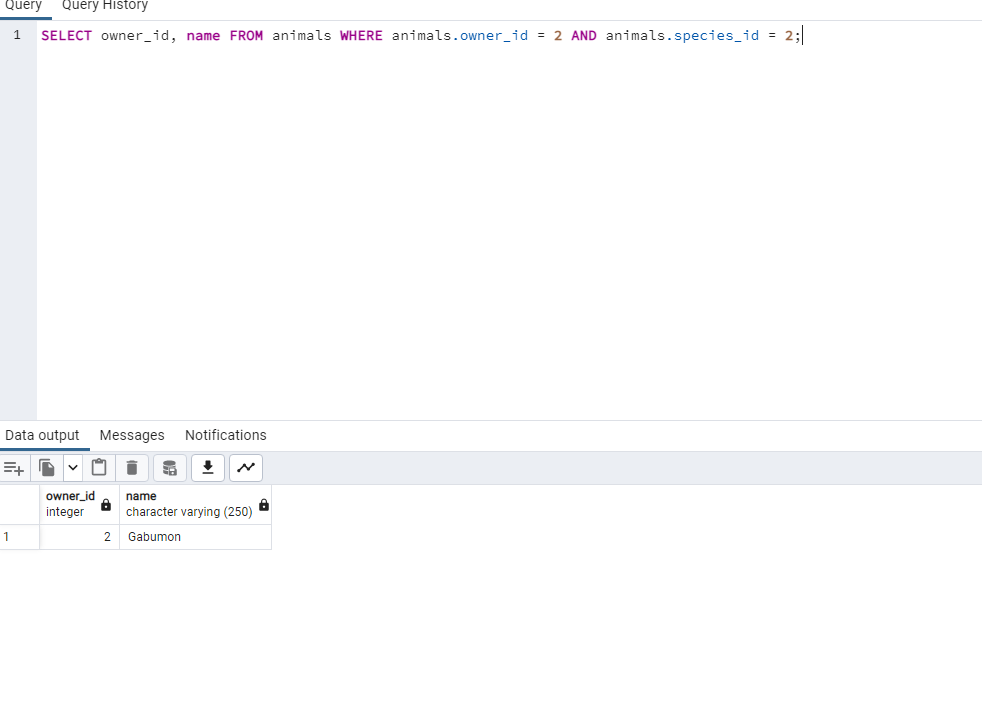 Query Query History
1 SELECT owner_id, name FROM animals WHERE animals.owner_id = 2 AND animals.species_id = 2;
Data output Messages Notifications
owner_id name
integer character varying (250)
1 2 Gabumon